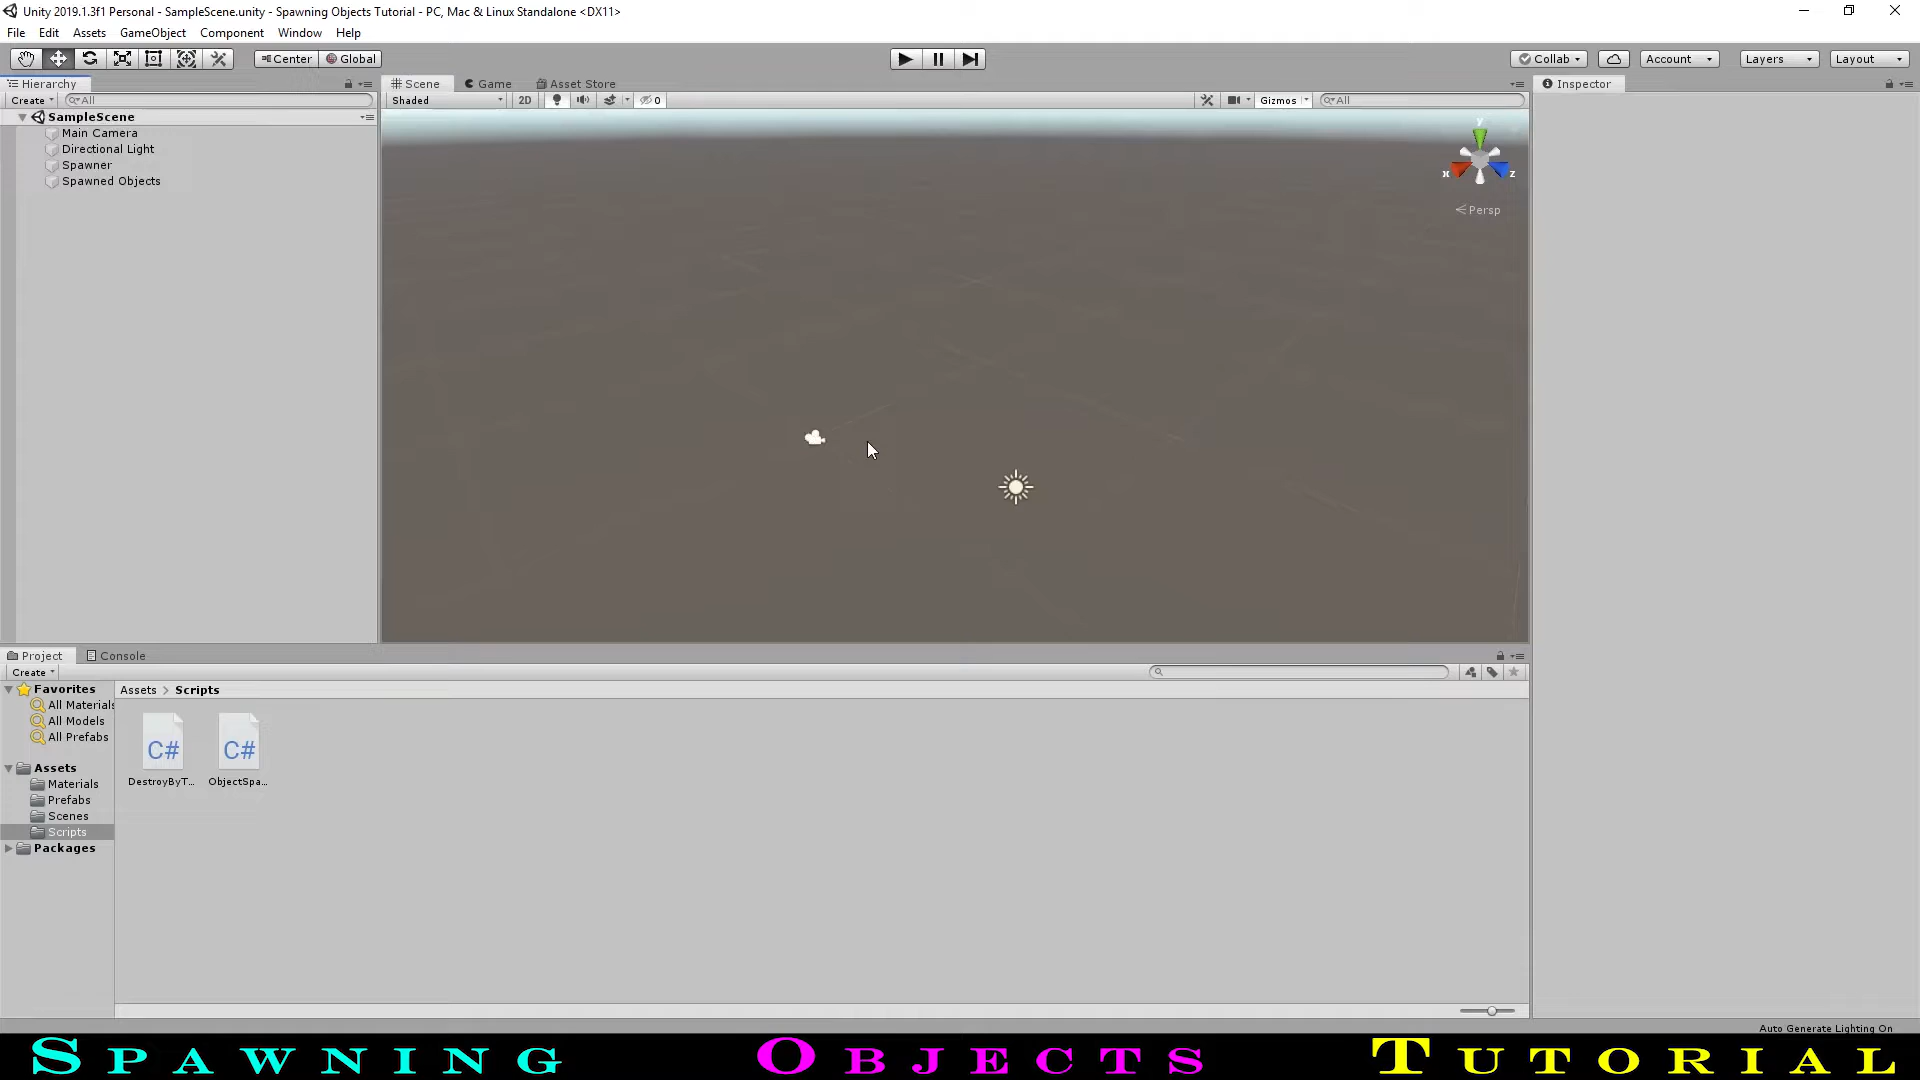 Unity 2019.1.3f1 Personal - SampleScene.unity - Spawning Objects Tutorial - PC, Mac & Linux Standalone <DX11>
File Edit Assets GameObject Component Window Help
Center Global Collab Account Layers Layout
Hierarchy Scene Game Asset Store Inspector
Create All Shaded 2D 0 Gizmos All
SampleScene
Main Camera
Directional Light
Spawner
Spawned Objects
y
x z
Persp
Project Console
Create
Favorites
All Materials
All Models
All Prefabs
Assets
Materials
Prefabs
Scenes
Scripts
Packages
Assets > Scripts
C# C#
DestroyByT... ObjectSpa...
Auto Generate Lighting On
SPAWNING OBJECTS TUTORIAL